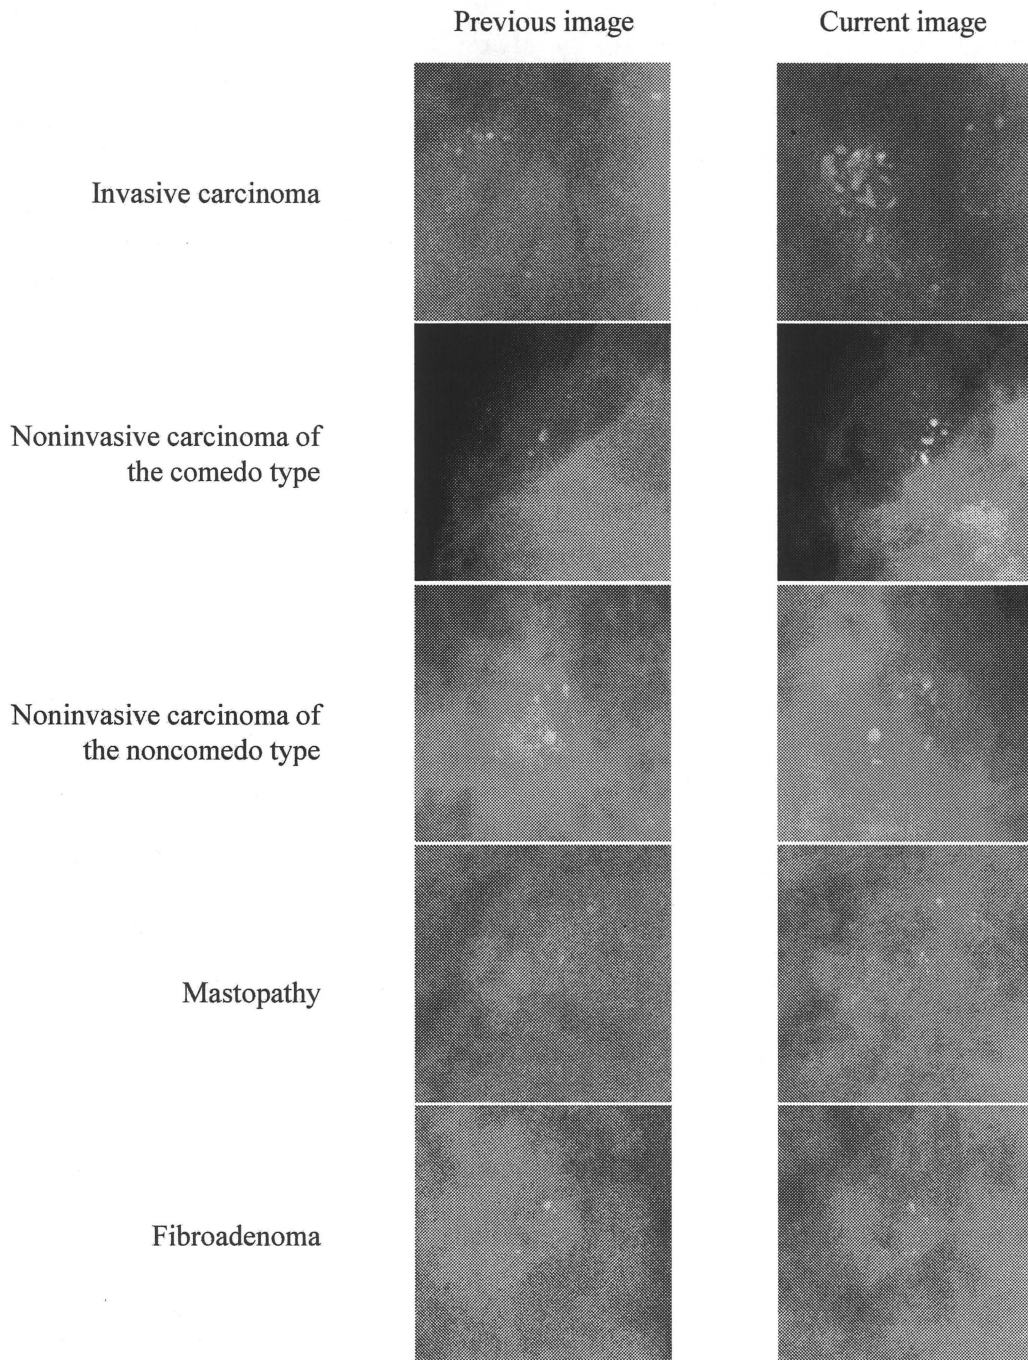 Previous image
Current image
Invasive carcinoma
Noninvasive carcinoma of
the comedo type
Noninvasive carcinoma of
the noncomedo type
Mastopathy
Fibroadenoma